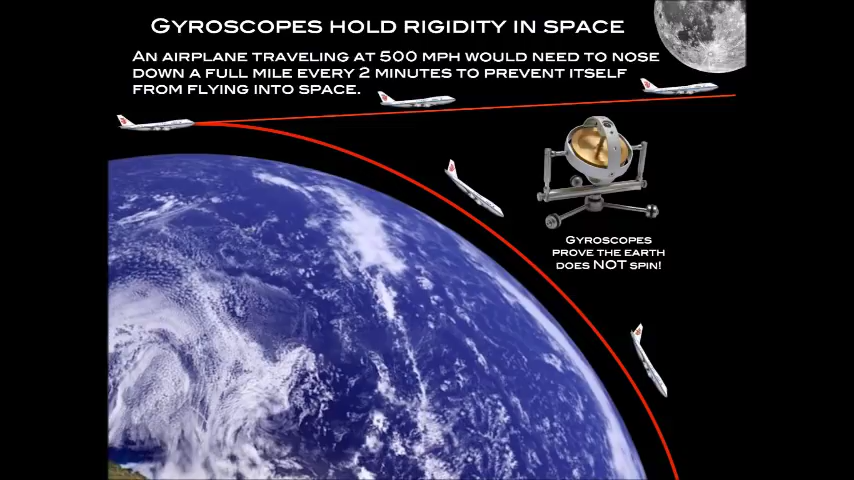 Gyroscopes hold rigidity in space
An airplane traveling at 500 mph would need to nose
down a full mile every 2 minutes to prevent itself
from flying into space.
Gyroscopes
prove the earth
does NOT spin!